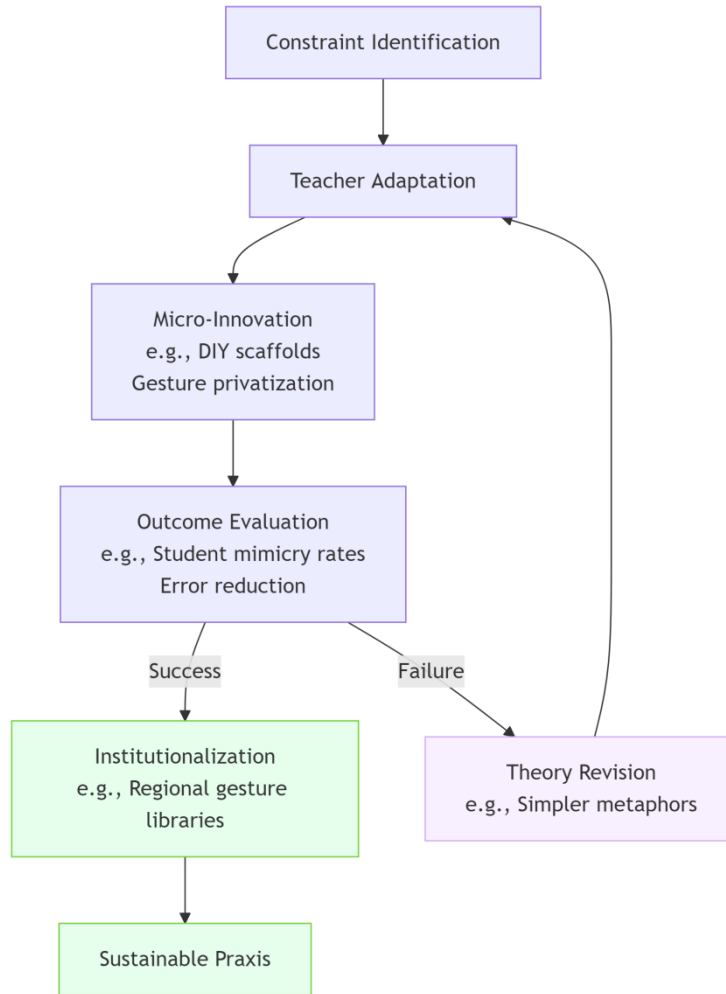 Constraint Identification
Teacher Adaptation
Micro-Innovation
e.g., DIY scaffolds
Gesture privatization
Outcome Evaluation
e.g., Student mimicry rates
Error reduction
Success
Failure
Institutionalization
e.g., Regional gesture
libraries
Theory Revision
e.g., Simpler metaphors
Sustainable Praxis